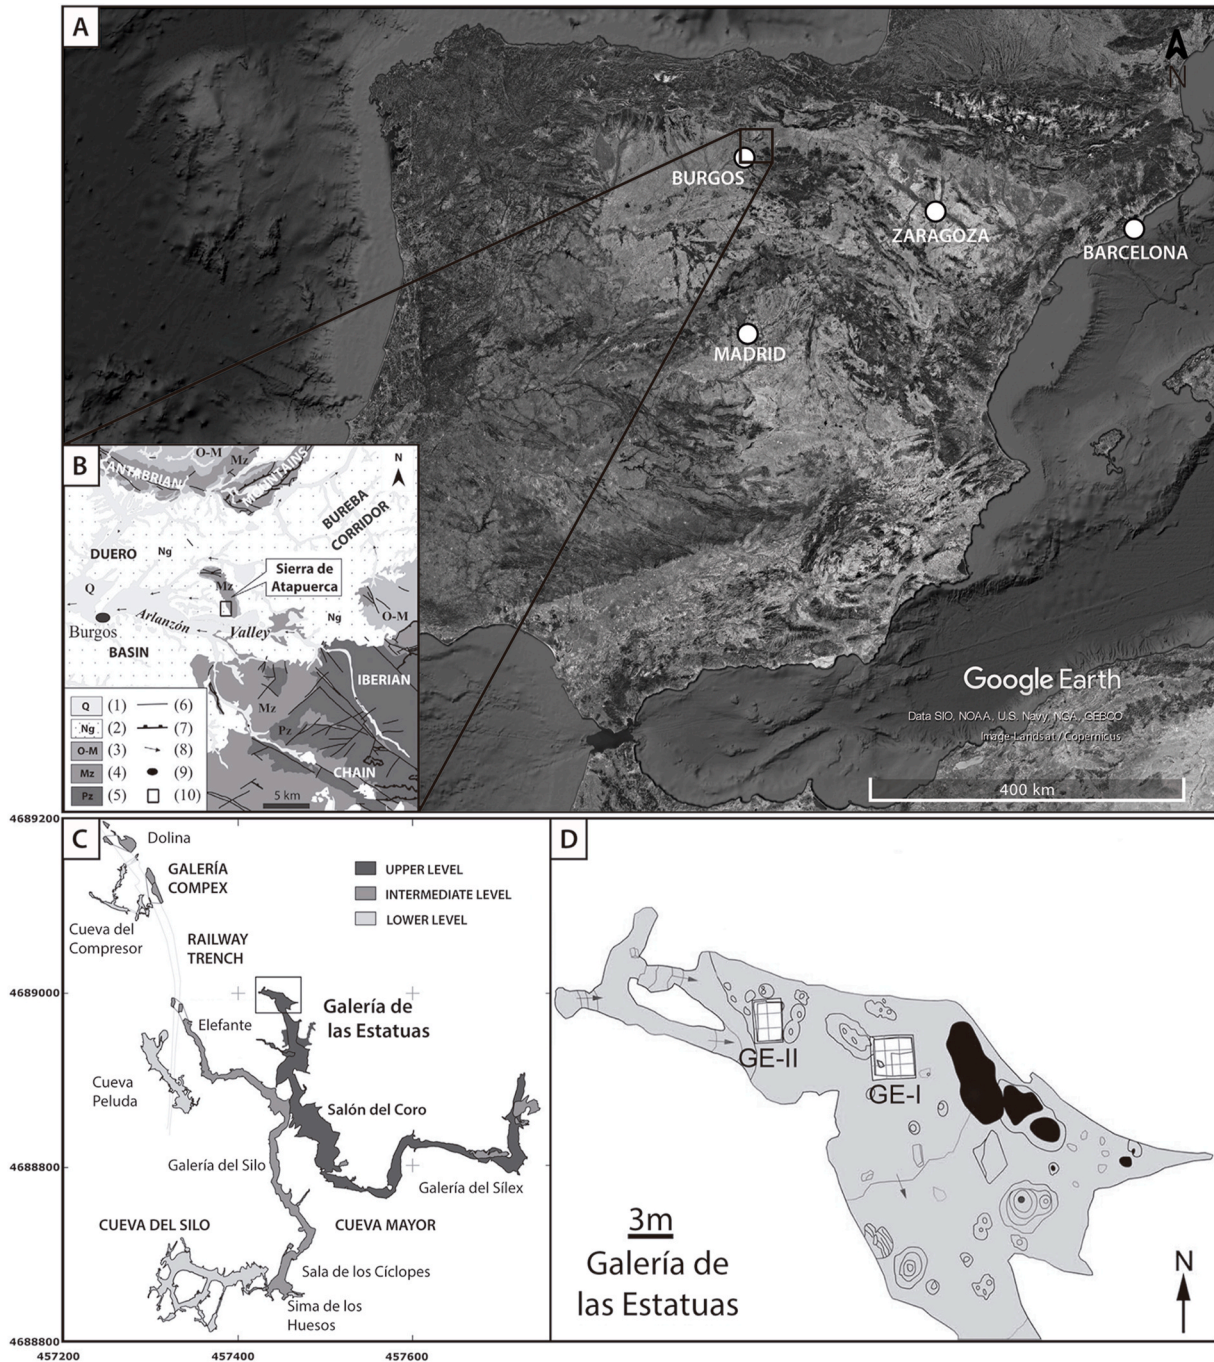 A
N
BURGOS
ZARAGOZA
BARCELONA
MADRID
Google Earth
Data SIO, NOAA, U.S. Navy, NGA, GEBCO
Image Landsat / Copernicus
400 km
B
O-M
Mz
N
CANTABRIAN
MOUNTAINS
BUREBA
CORRIDOR
DUERO
Ng
Sierra de
Atapuerca
Mz
Q
O-M
Arlanzón
Valley
Ng
Burgos
BASIN
IBERIAN
Mz
Pz
CHAIN
5 km
Q (1) (6)
Ng (2) (7)
O-M (3) (8)
Mz (4) (9)
Pz (5) (10)
4689200
C
Dolina
GALERÍA
COMPEX
UPPER LEVEL
INTERMEDIATE LEVEL
LOWER LEVEL
Cueva del
Compresor
RAILWAY
TRENCH
4689000
Galería de
las Estatuas
Elefante
Cueva
Peluda
Salón del Coro
4688800
Galería del Silo
Galería del Sílex
CUEVA DEL SILO
CUEVA MAYOR
Sala de los Cíclopes
Sima de los
Huesos
4688800
457200
457400
457600
D
GE-II
GE-I
3m
Galería de
las Estatuas
N